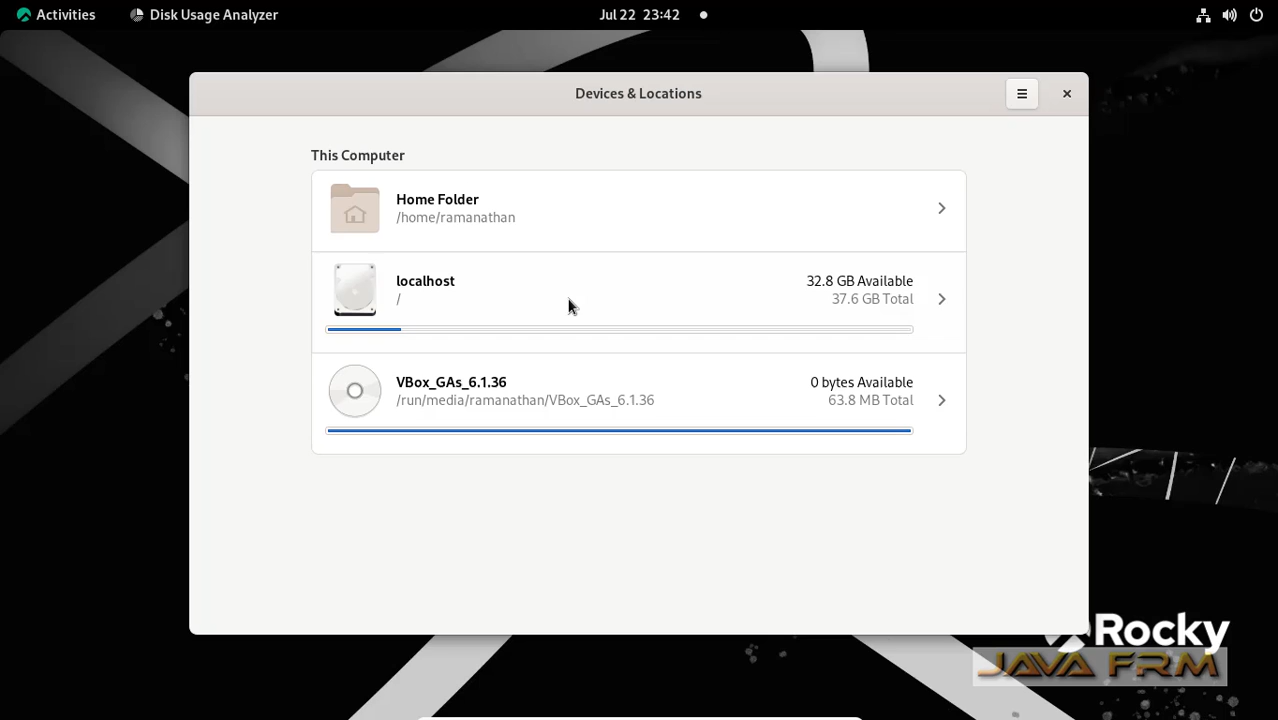 Activities
Disk Usage Analyzer
Jul 22 23:42
Devices & Locations
This Computer
Home Folder
/home/ramanathan
localhost
32.8 GB Available
/
37.6 GB Total
VBox_GAs_6.1.36
0 bytes Available
/run/media/ramanathan/VBox_GAs_6.1.36
63.8 MB Total
Rocky
JAVA FRM